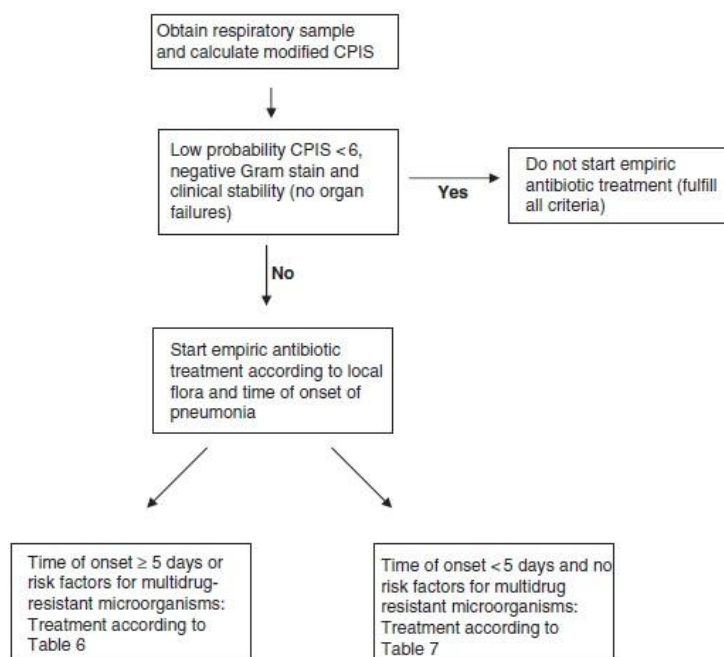 Obtain respiratory sample
and calculate modified CPIS
Low probability CPIS < 6,
negative Gram stain and
clinical stability (no organ
failures)
Yes
Do not start empiric
antibiotic treatment (fulfill
all criteria)
No
Start empiric antibiotic
treatment according to local
flora and time of onset of
pneumonia
Time of onset ≥ 5 days or
risk factors for multidrug-
resistant microorganisms:
Treatment according to
Table 6
Time of onset < 5 days and no
risk factors for multidrug
resistant microorganisms:
Treatment according to
Table 7